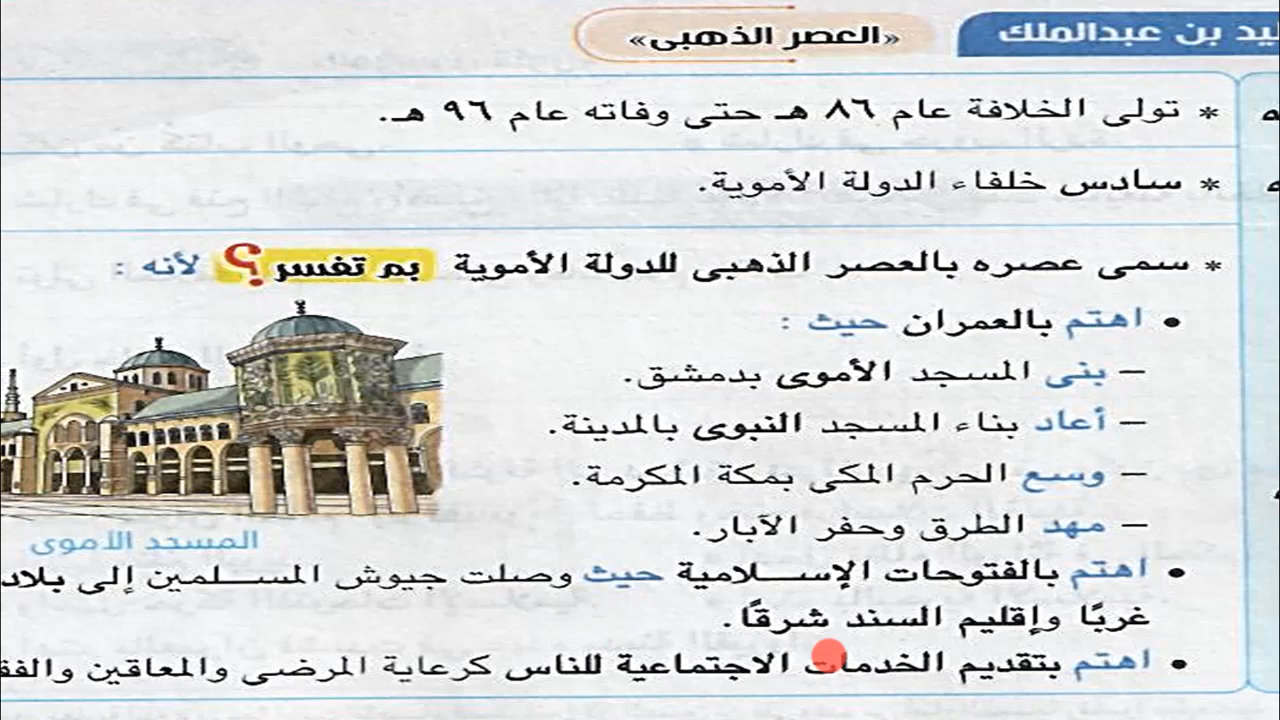 بن عبدالملك «العصر الذهبى»
* تولى الخلافة عام ٨٦ هـ حتى وفاته عام ٩٦ هـ.
* سادس خلفاء الدولة الأموية.
* سمى عصره بالعصر الذهبى للدولة الأموية بم تفسر ؟ لأنه :
• اهتم بالعمران حيث :
– بنى المسجد الأموى بدمشق.
– أعاد بناء المسجد النبوى بالمدينة.
– وسع الحرم المكى بمكة المكرمة.
– مهد الطرق وحفر الآبار.
المسجد الأموى
• اهتم بالفتوحات الإسلامية حيث وصلت جيوش المسلمين إلى بلاد
غربًا وإقليم السند شرقًا.
• اهتم بتقديم الخدمات الاجتماعية للناس كرعاية المرضى والمعاقين